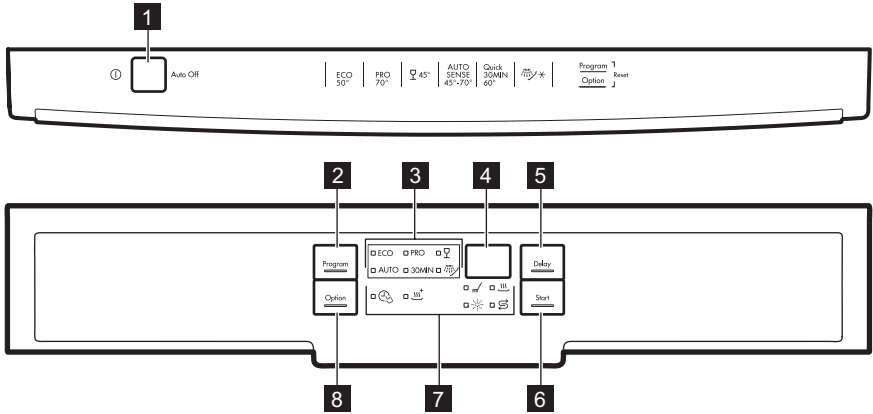 1
Auto Off
ECO 50°
PRO 70°
45°
AUTO SENSE 45°-70°
Quick 30MIN 60°
Program
Option
Reset
2
3
4
5
Program
ECO
PRO
AUTO
30MIN
Delay
Option
Start
8
7
6